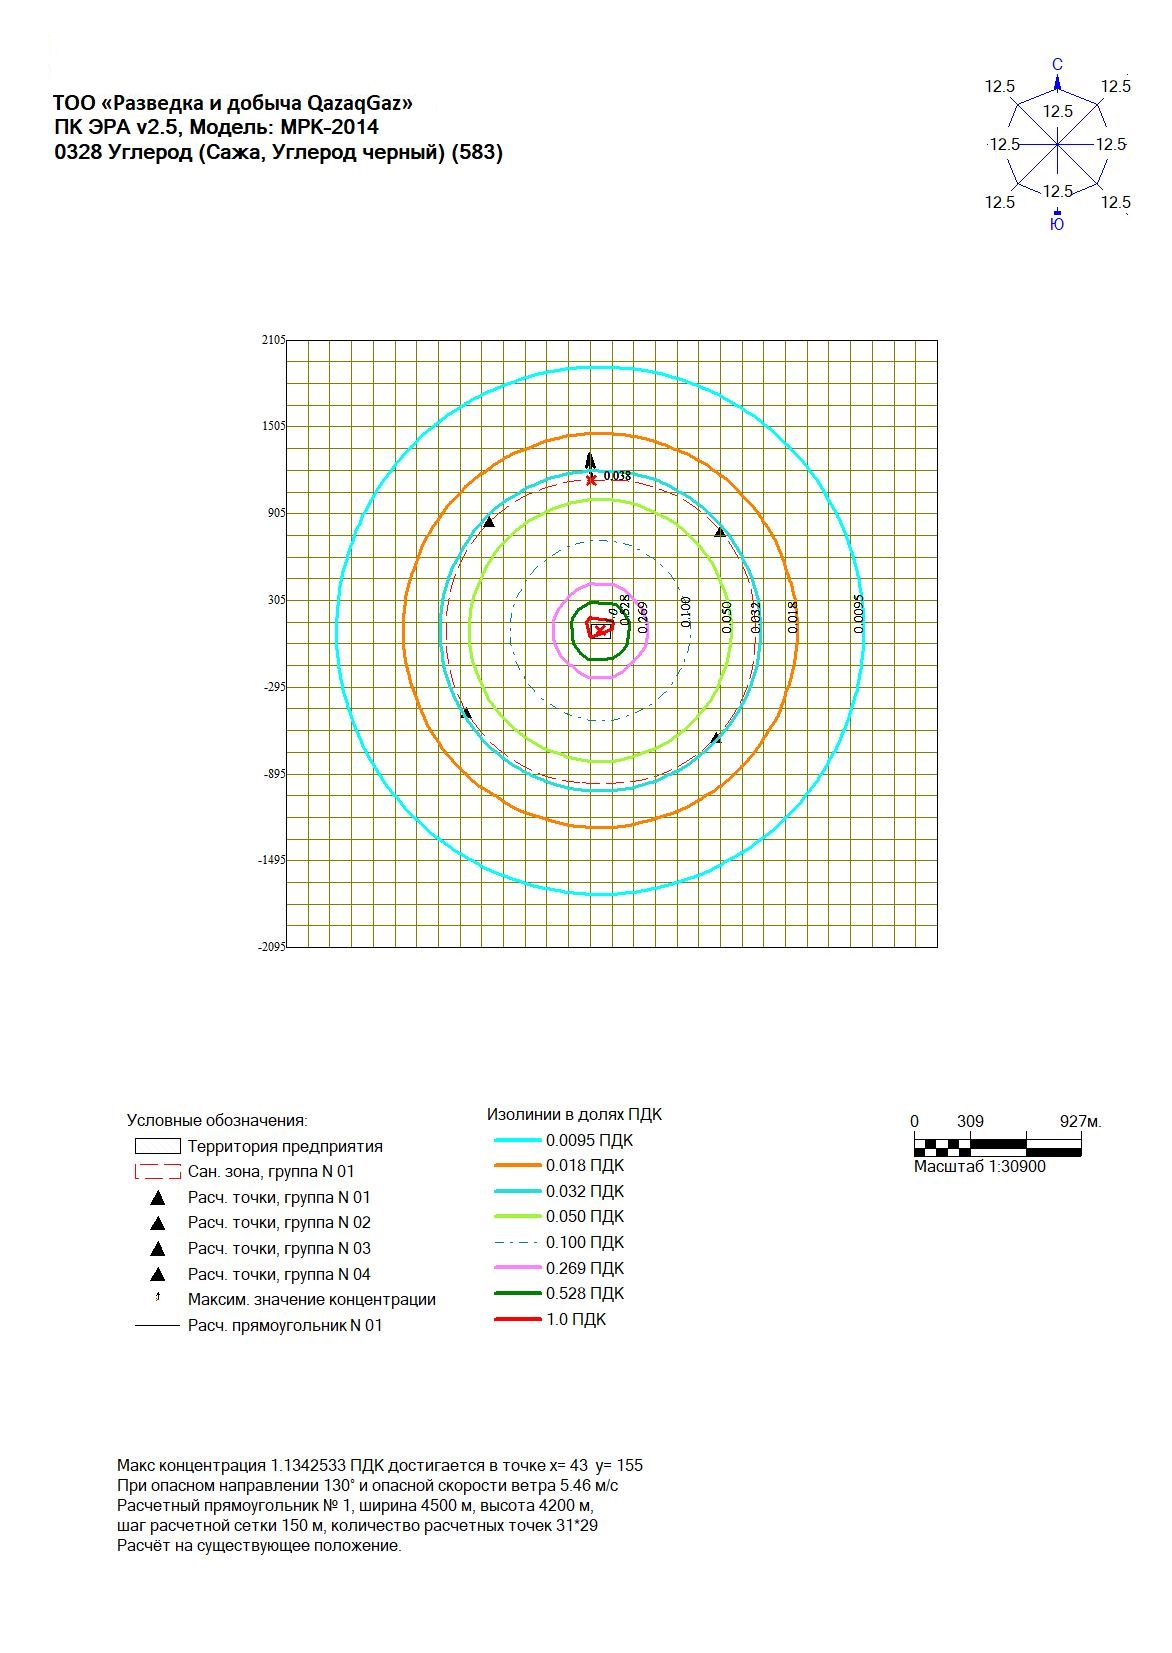 ТОО «Разведка и добыча QazaqGaz»
ПК ЭРА v2.5, Модель: МРК-2014
0328 Углерод (Сажа, Углерод черный) (583)
С
12.5 12.5
12.5
12.5 12.5
12.5
12.5 12.5
Ю
2105
1505
905
305
-295
-895
-1495
-2095
0.038
0.528
0.269
0.100
0.050
0.032
0.018
0.0095
Условные обозначения:
Территория предприятия
Сан. зона, группа N 01
Расч. точки, группа N 01
Расч. точки, группа N 02
Расч. точки, группа N 03
Расч. точки, группа N 04
Максим. значение концентрации
Расч. прямоугольник N 01
Изолинии в долях ПДК
0.0095 ПДК
0.018 ПДК
0.032 ПДК
0.050 ПДК
0.100 ПДК
0.269 ПДК
0.528 ПДК
1.0 ПДК
0 309 927м.
Масштаб 1:30900
Макс концентрация 1.1342533 ПДК достигается в точке x= 43 y= 155
При опасном направлении 130° и опасной скорости ветра 5.46 м/с
Расчетный прямоугольник № 1, ширина 4500 м, высота 4200 м,
шаг расчетной сетки 150 м, количество расчетных точек 31*29
Расчёт на существующее положение.